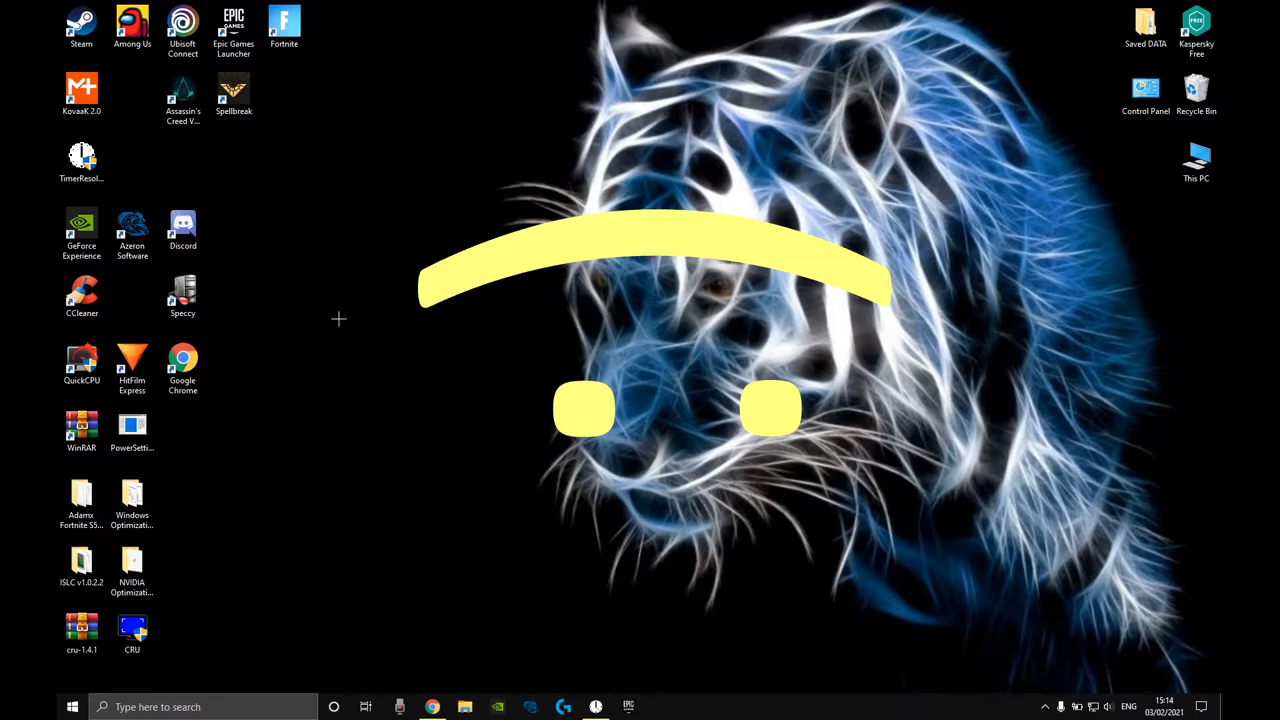 Steam
Among Us
Ubisoft
Connect
EPIC
GAMES
Epic Games
Launcher
Fortnite
KovaaK 2.0
Assassin's
Creed V...
Spellbreak
TimerResol...
GeForce
Experience
Azeron
Software
Discord
CCleaner
Speccy
QuickCPU
HitFilm
Express
Google
Chrome
WinRAR
PowerSetti...
Adamx
Fortnite S5...
Windows
Optimizati...
ISLC v1.0.2.2
NVIDIA
Optimizati...
cru-1.4.1
CRU
Saved DATA
FREE
Kaspersky
Free
Control Panel
Recycle Bin
This PC
Type here to search
EPIC
ENG
15:14
03/02/2021